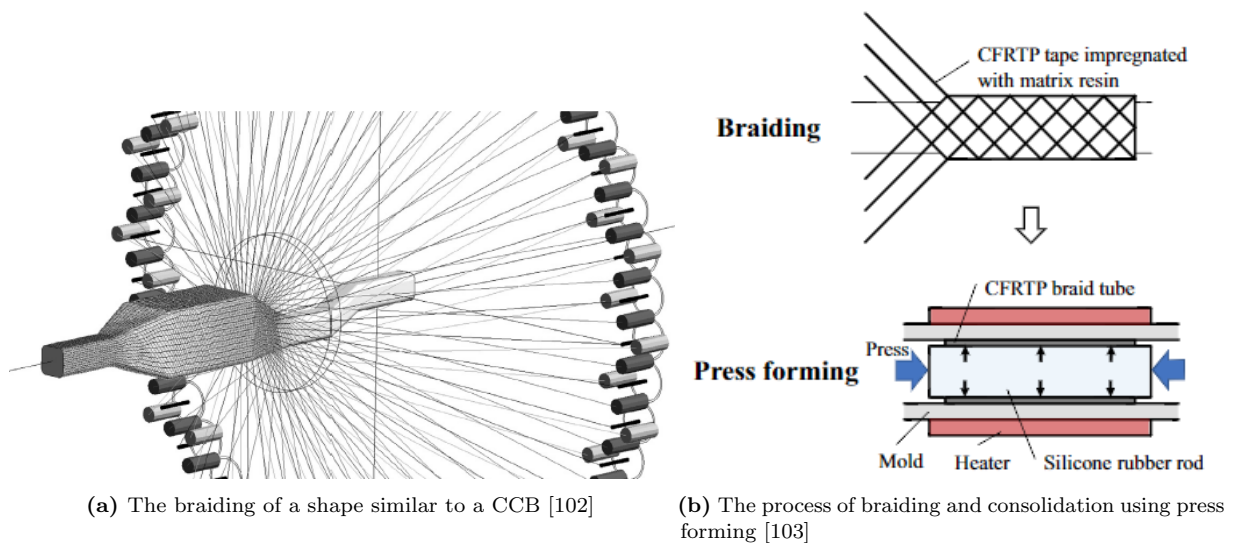 CFRTP tape impregnated
with matrix resin
Braiding
CFRTP braid tube
Press
Press forming
Mold
Heater
Silicone rubber rod
(a) The braiding of a shape similar to a CCB [102]
(b) The process of braiding and consolidation using press
forming [103]